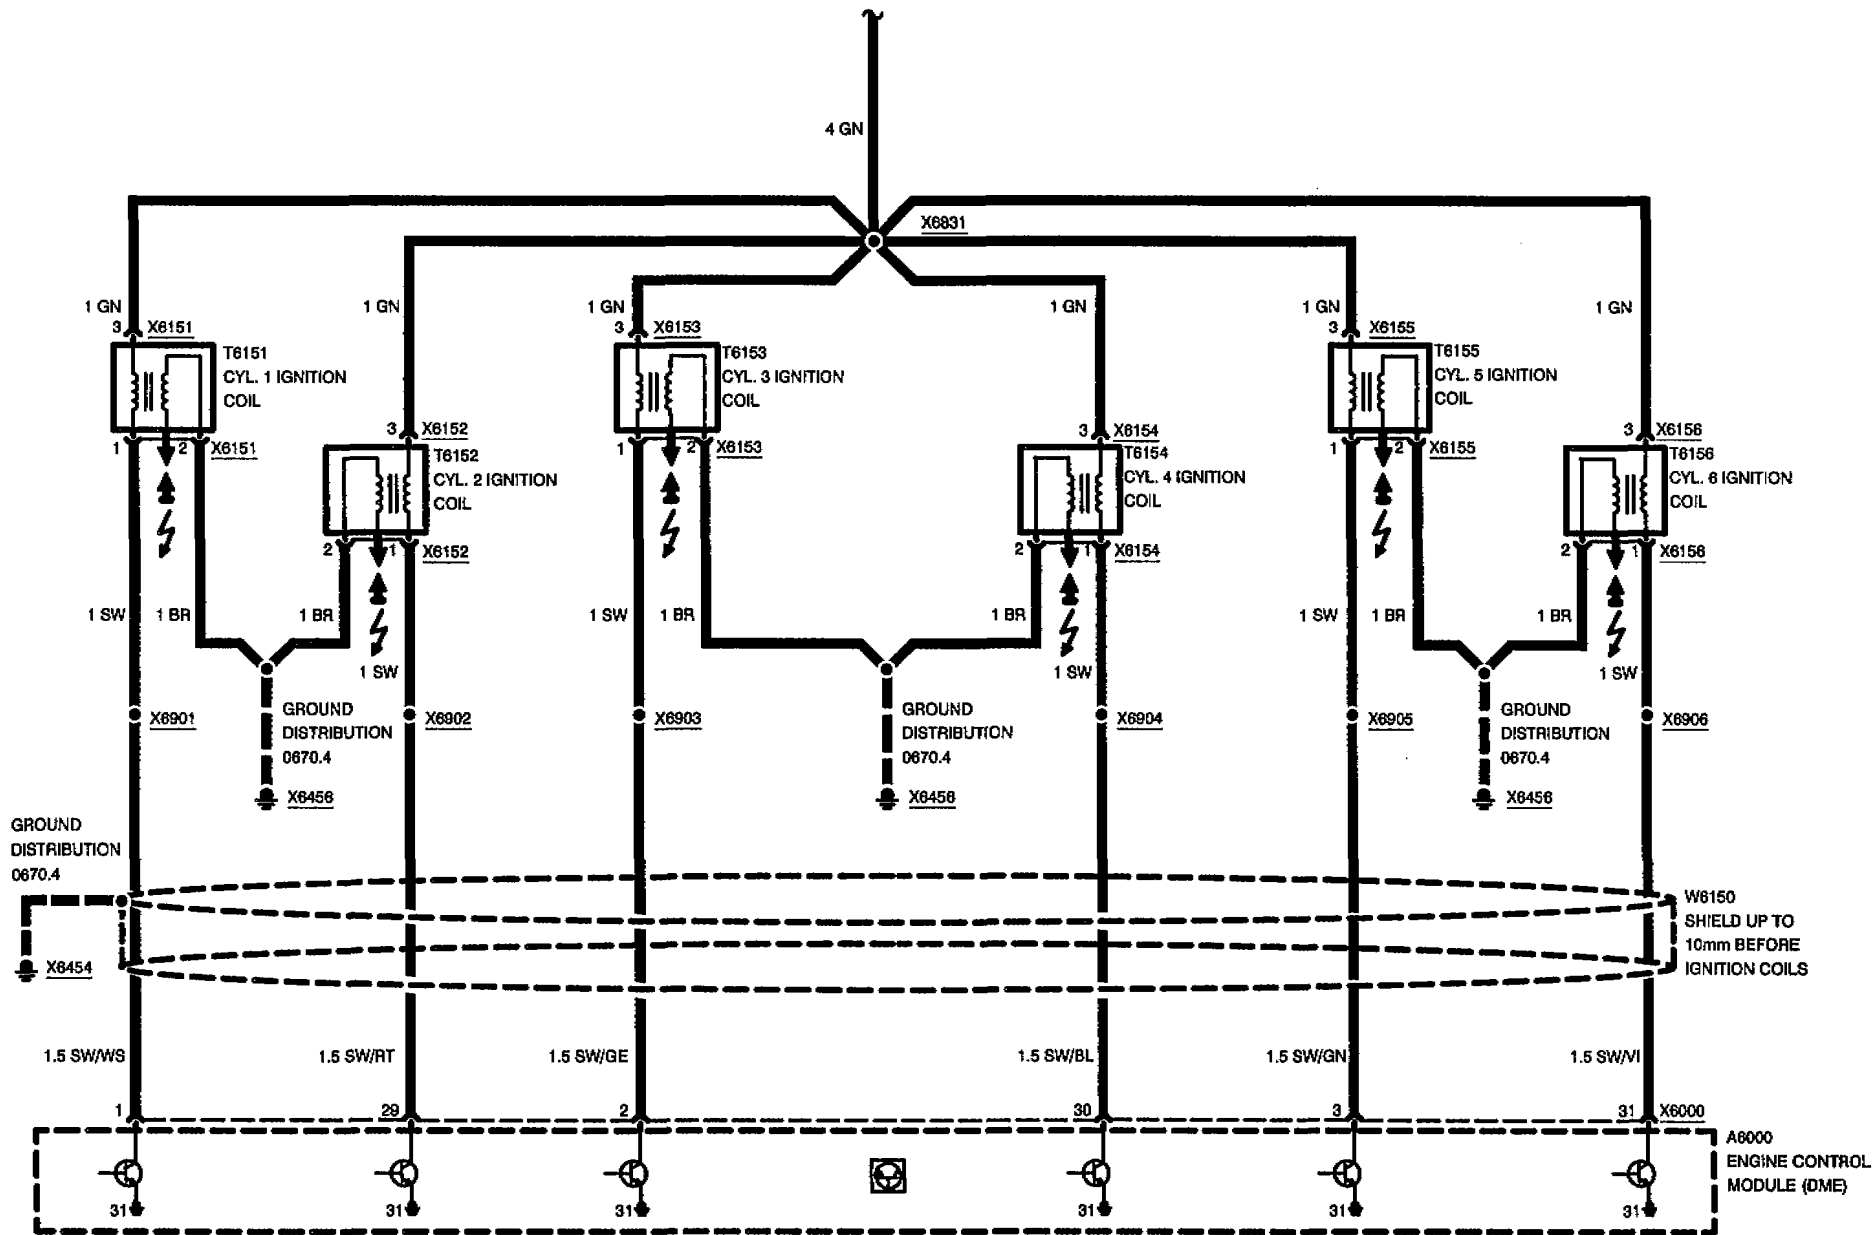 4 GN
X6831
1 GN
1 GN
1 GN
1 GN
1 GN
1 GN
3 X6151
3 X6153
3 X6155
T6151
CYL. 1 IGNITION
COIL
T6153
CYL. 3 IGNITION
COIL
T6155
CYL. 5 IGNITION
COIL
3 X6152
3 X6154
3 X6156
1 2 X6151
1 2 X6153
1 2 X6155
T6152
CYL. 2 IGNITION
COIL
T6154
CYL. 4 IGNITION
COIL
T6156
CYL. 6 IGNITION
COIL
2 1 X6152
2 1 X6154
2 1 X6156
1 SW
1 BR
1 BR
1 SW
1 BR
1 BR
1 SW
1 BR
1 BR
1 SW
1 SW
1 SW
X6901
GROUND
DISTRIBUTION
0670.4
X6902
X6903
GROUND
DISTRIBUTION
0670.4
X6904
X6905
GROUND
DISTRIBUTION
0670.4
X6906
X6456
X6456
X6456
GROUND
DISTRIBUTION
0670.4
X6454
W6150
SHIELD UP TO
10mm BEFORE
IGNITION COILS
1.5 SW/WS
1.5 SW/RT
1.5 SW/GE
1.5 SW/BL
1.5 SW/GN
1.5 SW/VI
1
29
2
30
3
31 X6000
A6000
ENGINE CONTROL
MODULE (DME)
31
31
31
31
31
31